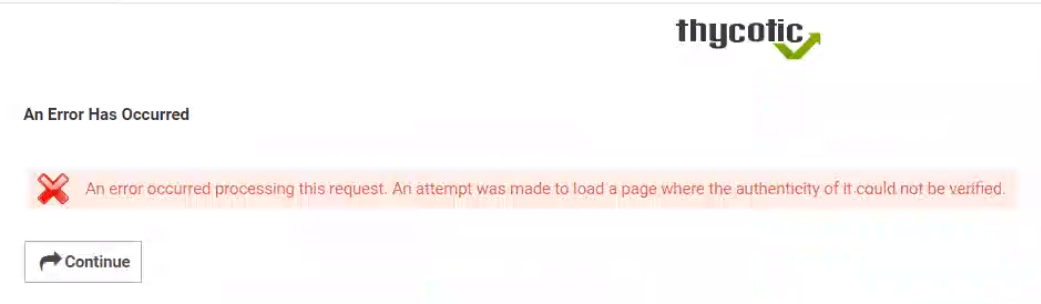 thycotic
An Error Has Occurred
An error occurred processing this request. An attempt was made to load a page where the authenticity of it could not be verified.
Continue